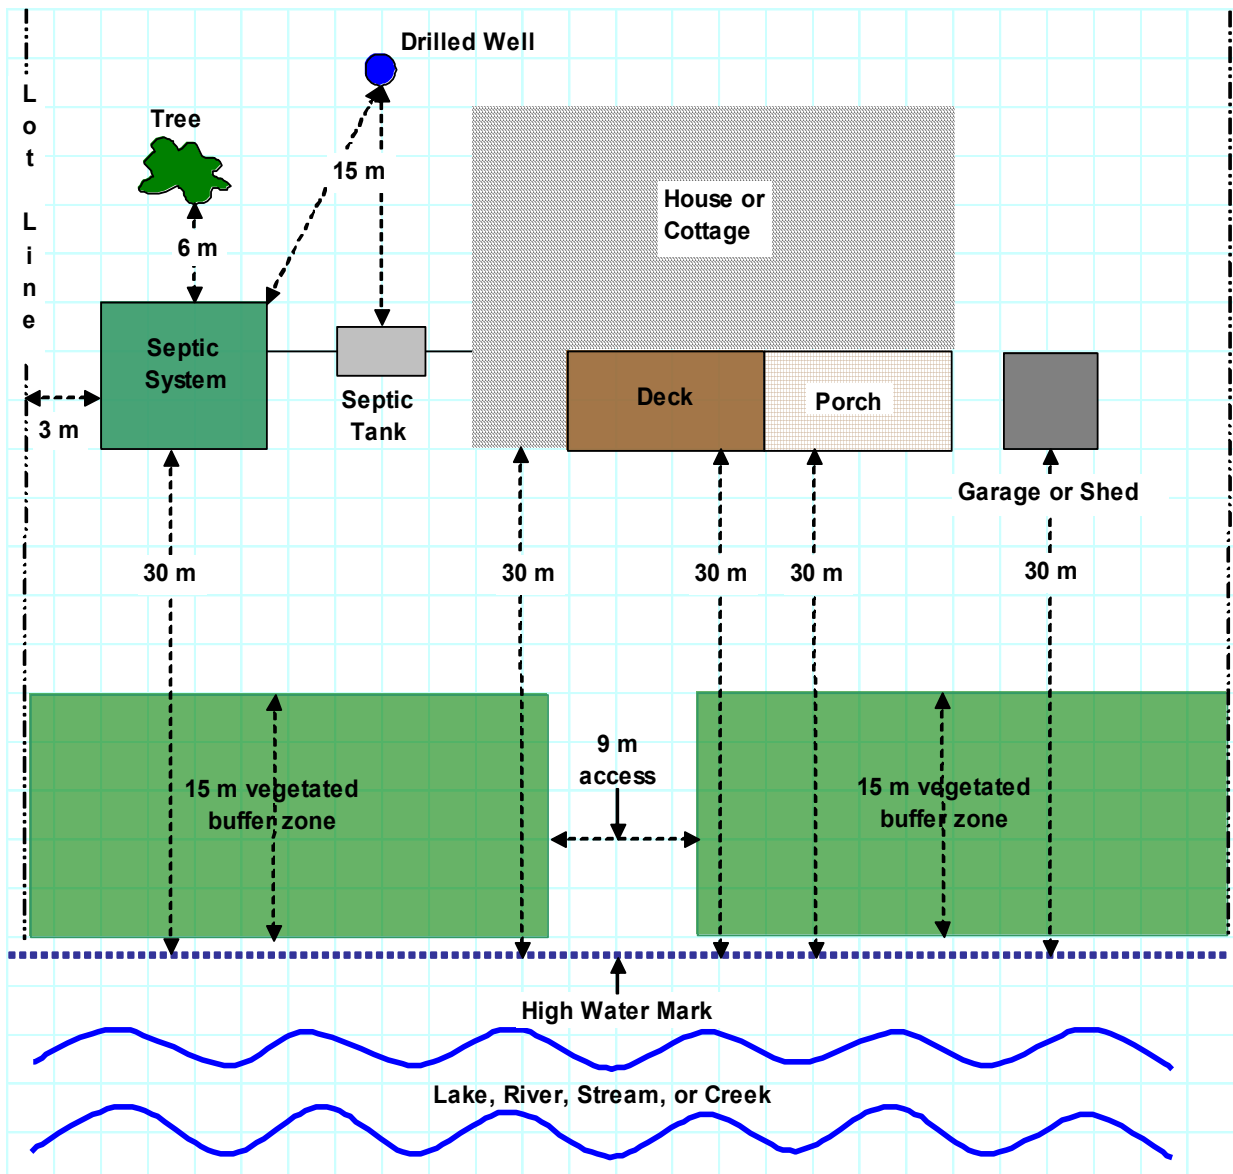 Drilled Well
Lot Line
Tree
15 m
House or
Cottage
6 m
Septic
System
Septic
Tank
Deck
Porch
3 m
Garage or Shed
30 m
30 m
30 m
30 m
30 m
9 m
access
15 m vegetated
buffer zone
15 m vegetated
buffer zone
High Water Mark
Lake, River, Stream, or Creek